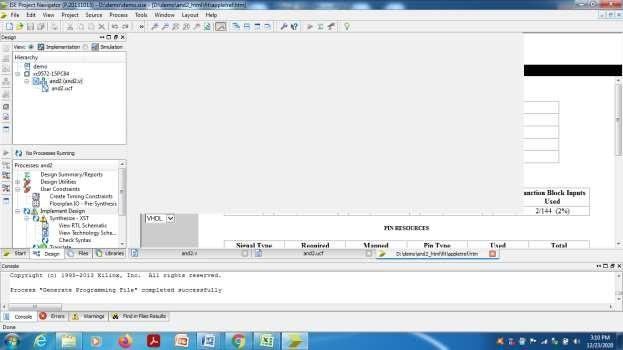 ISE Project Navigator (P.20131013) - D:\demo\demo.xise - [D:\demo\and2_html\fit\appletref.htm]
File Edit View Project Source Process Tools Window Layout Help
Design
View: Implementation Simulation
Hierarchy
demo
xc9572-15PC84
and2 (and2.v)
and2.ucf
No Processes Running
Processes: and2
Design Summary/Reports
Design Utilities
User Constraints
Create Timing Constraints
Floorplan IO - Pre-Synthesis
Implement Design
Synthesize - XST
View RTL Schematic
View Technology Sche...
Check Syntax
Translate
VHDL
nction Block Inputs
Used
2/144 (2%)
PIN RESOURCES
Signal Type Required Mapped Pin Type Used Total
Start Design Files Libraries and2.v and2.ucf D:\demo\and2_html\fit\appletref.htm
Console
Copyright (c) 1995-2013 Xilinx, Inc. All rights reserved.
Process "Generate Programming File" completed successfully
Console Errors Warnings Find in Files Results
Done
3:10 PM
12/23/2020